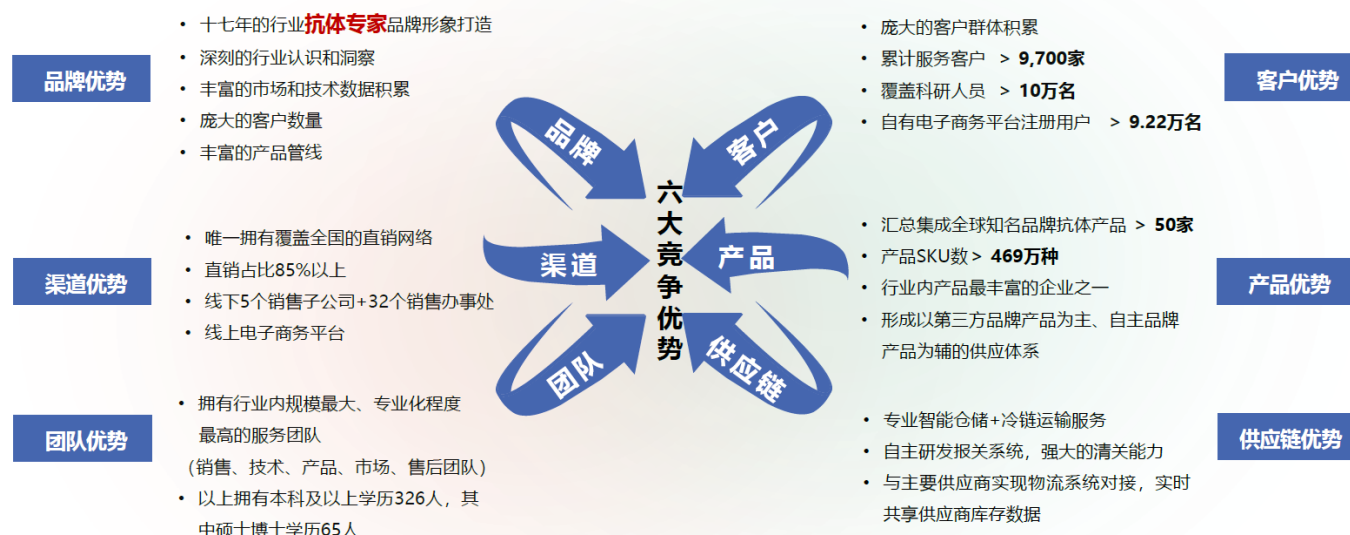 品牌优势
• 十七年的行业抗体专家品牌形象打造
• 深刻的行业认识和洞察
• 丰富的市场和技术数据积累
• 庞大的客户数量
• 丰富的产品管线
渠道优势
• 唯一拥有覆盖全国的直销网络
• 直销占比85%以上
• 线下5个销售子公司+32个销售办事处
• 线上电子商务平台
团队优势
• 拥有行业内规模最大、专业化程度
最高的服务团队
（销售、技术、产品、市场、售后团队）
• 以上拥有本科及以上学历326人，其
中硕士博士学历65人
品牌
渠道
团队
六大竞争优势
客户
产品
供应链
• 庞大的客户群体积累
• 累计服务客户 > 9,700家
• 覆盖科研人员 > 10万名
• 自有电子商务平台注册用户 > 9.22万名
客户优势
• 汇总集成全球知名品牌抗体产品 > 50家
• 产品SKU数> 469万种
• 行业内产品最丰富的企业之一
• 形成以第三方品牌产品为主、自主品牌
产品为辅的供应体系
产品优势
• 专业智能仓储+冷链运输服务
• 自主研发报关系统，强大的清关能力
• 与主要供应商实现物流系统对接，实时
共享供应商库存数据
供应链优势